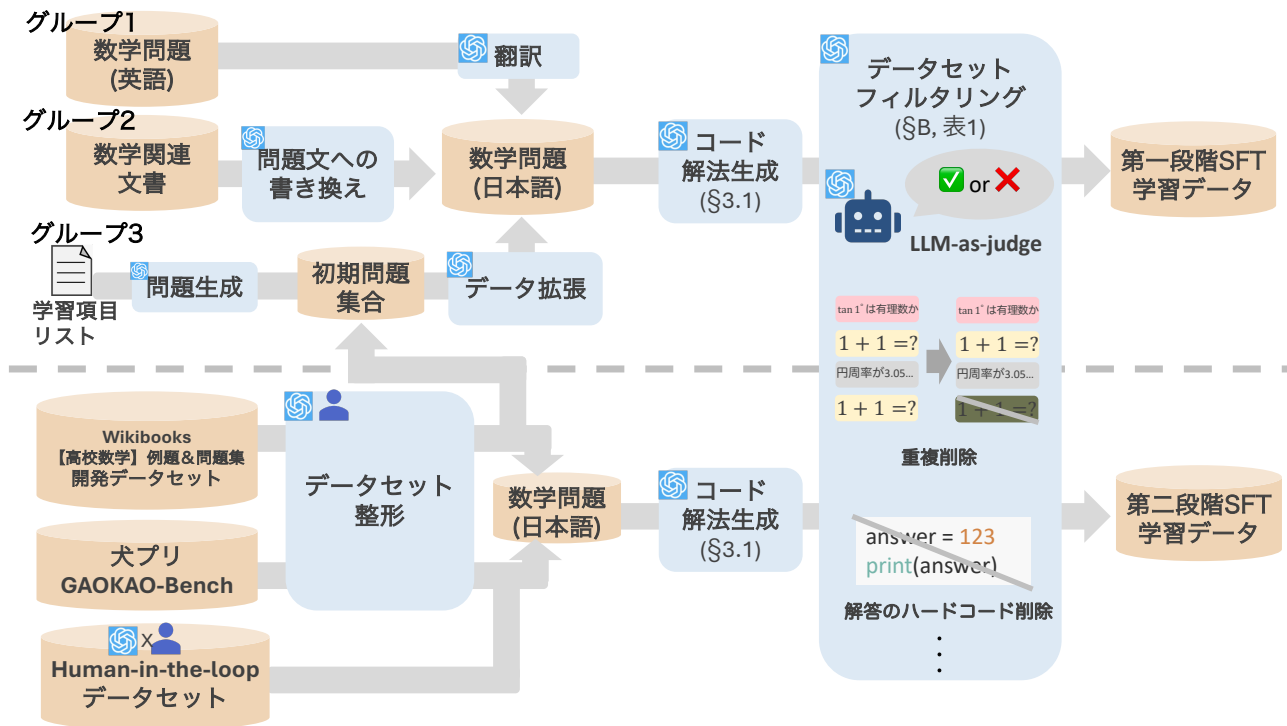 グループ1
数学問題
(英語)
翻訳
グループ2
数学関連
文書
問題文への
書き換え
数学問題
(日本語)
コード
解法生成
(§3.1)
グループ3
学習項目
リスト
問題生成
初期問題
集合
データ拡張
データセット
フィルタリング
(§B, 表1)
✅ or ❌
LLM-as-judge
tan 1°は有理数か
1 + 1 =?
円周率が3.05...
1 + 1 =?
tan 1°は有理数か
1 + 1 =?
円周率が3.05...
1 + 1 =?
重複削除
answer = 123
print(answer)
解答のハードコード削除
第一段階SFT
学習データ
Wikibooks
【高校数学】例題&問題集
開発データセット
犬プリ
GAOKAO-Bench
X
Human-in-the-loop
データセット
データセット
整形
数学問題
(日本語)
コード
解法生成
(§3.1)
第二段階SFT
学習データ